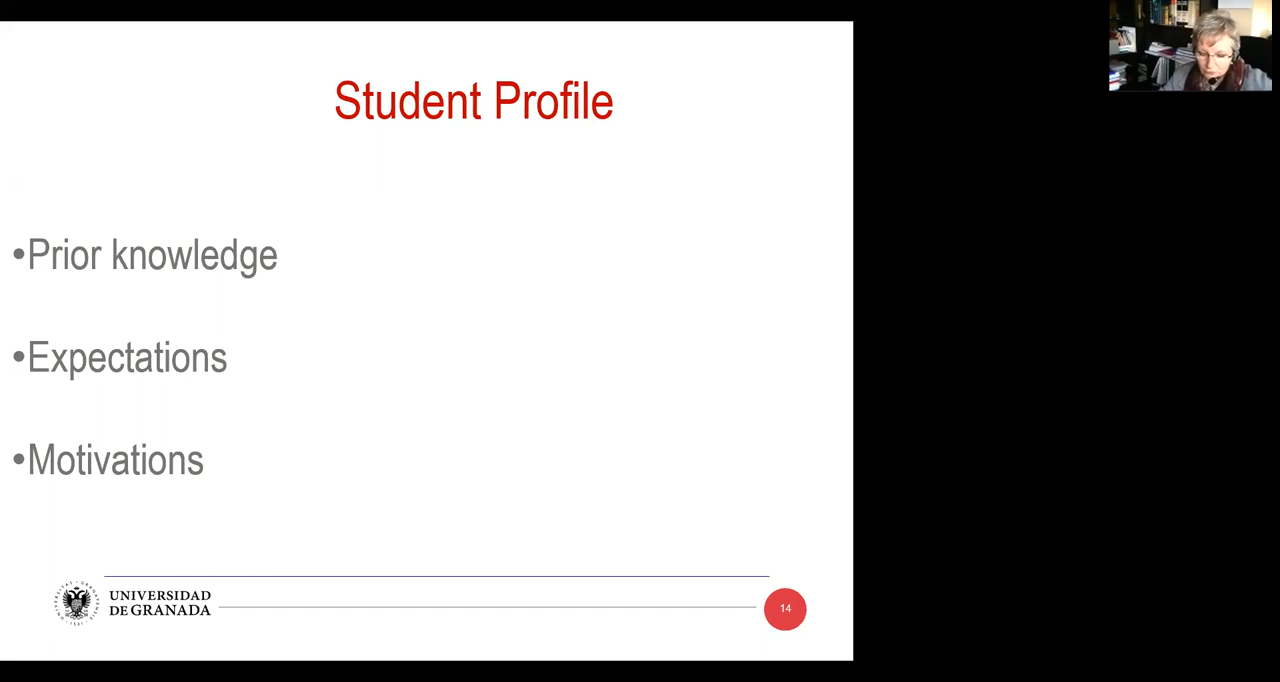 Student Profile
•Prior knowledge
•Expectations
•Motivations
UNIVERSIDAD
DE GRANADA
14